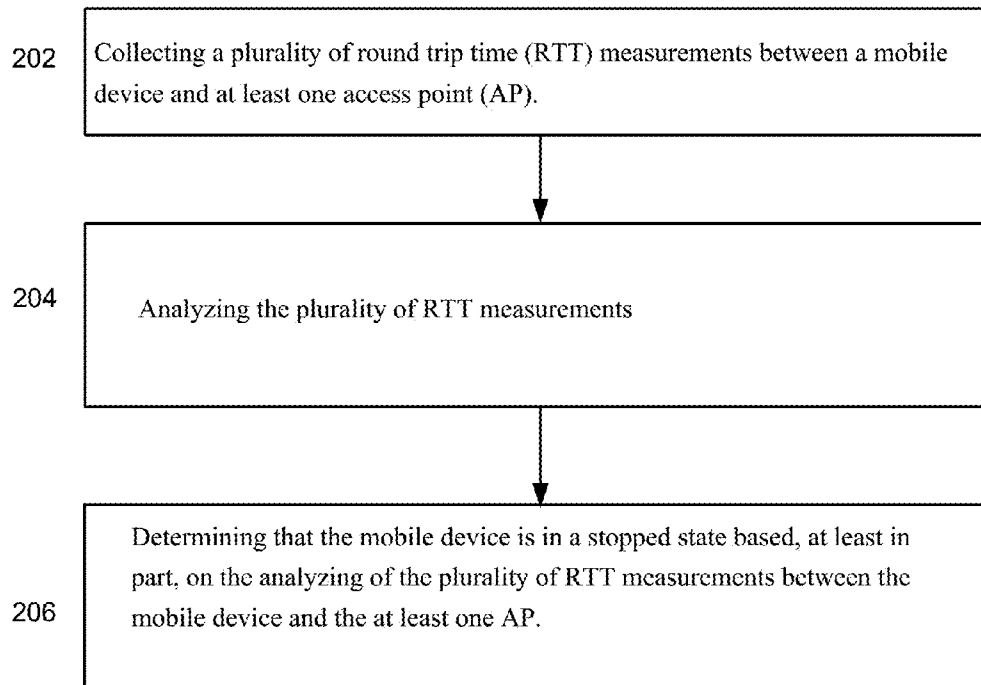 202
Collecting a plurality of round trip time (RTT) measurements between a mobile
device and at least one access point (AP).
204
Analyzing the plurality of RTT measurements
206
Determining that the mobile device is in a stopped state based, at least in
part, on the analyzing of the plurality of RTT measurements between the
mobile device and the at least one AP.